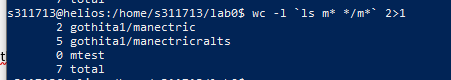 s311713@helios:/home/s311713/lab0$ wc -l `ls m* */m*` 2>1
2 gothita1/manectric
5 gothita1/manectricralts
0 mtest
7 total